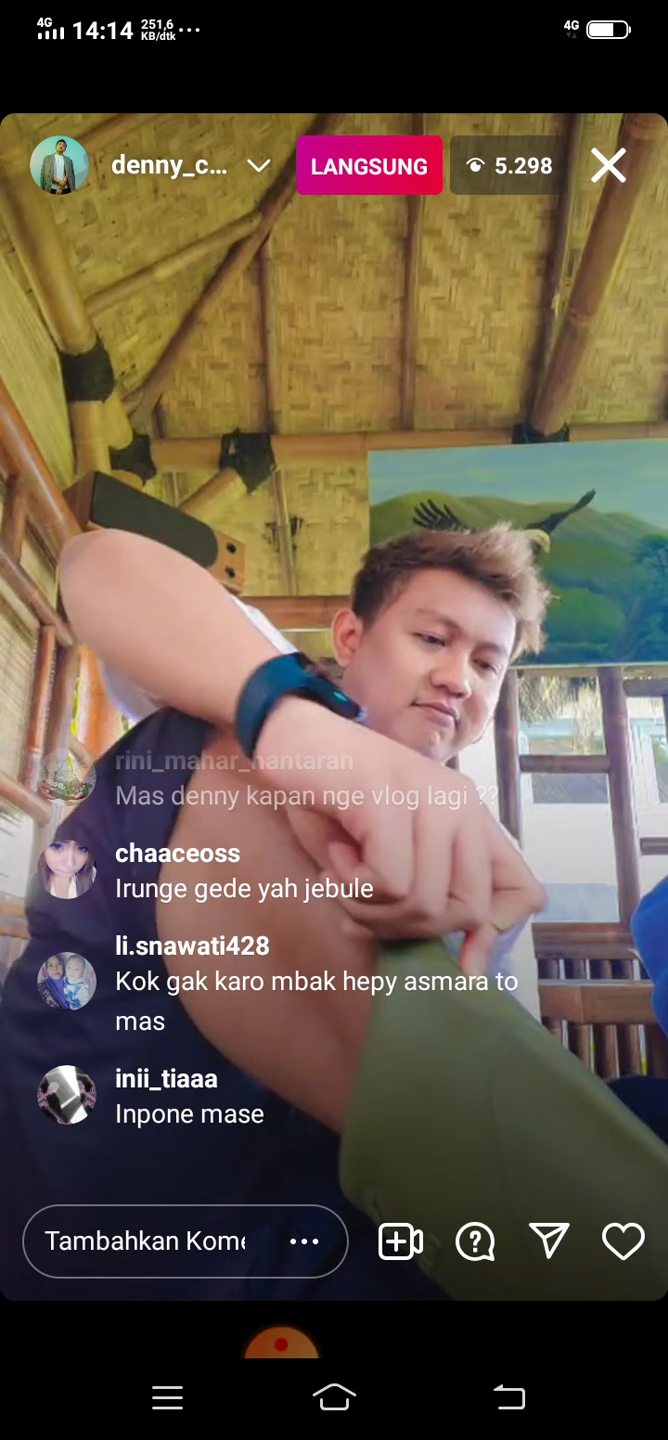 4G 14:14 251,6 KB/dtk ... 4G
denny_c... LANGSUNG 5.298
rini_mahar_hantaran
Mas denny kapan nge vlog lagi ??
chaaceoss
Irunge gede yah jebule
li.snawati428
Kok gak karo mbak hepy asmara to
mas
inii_tiaaa
Inpone mase
Tambahkan Kome